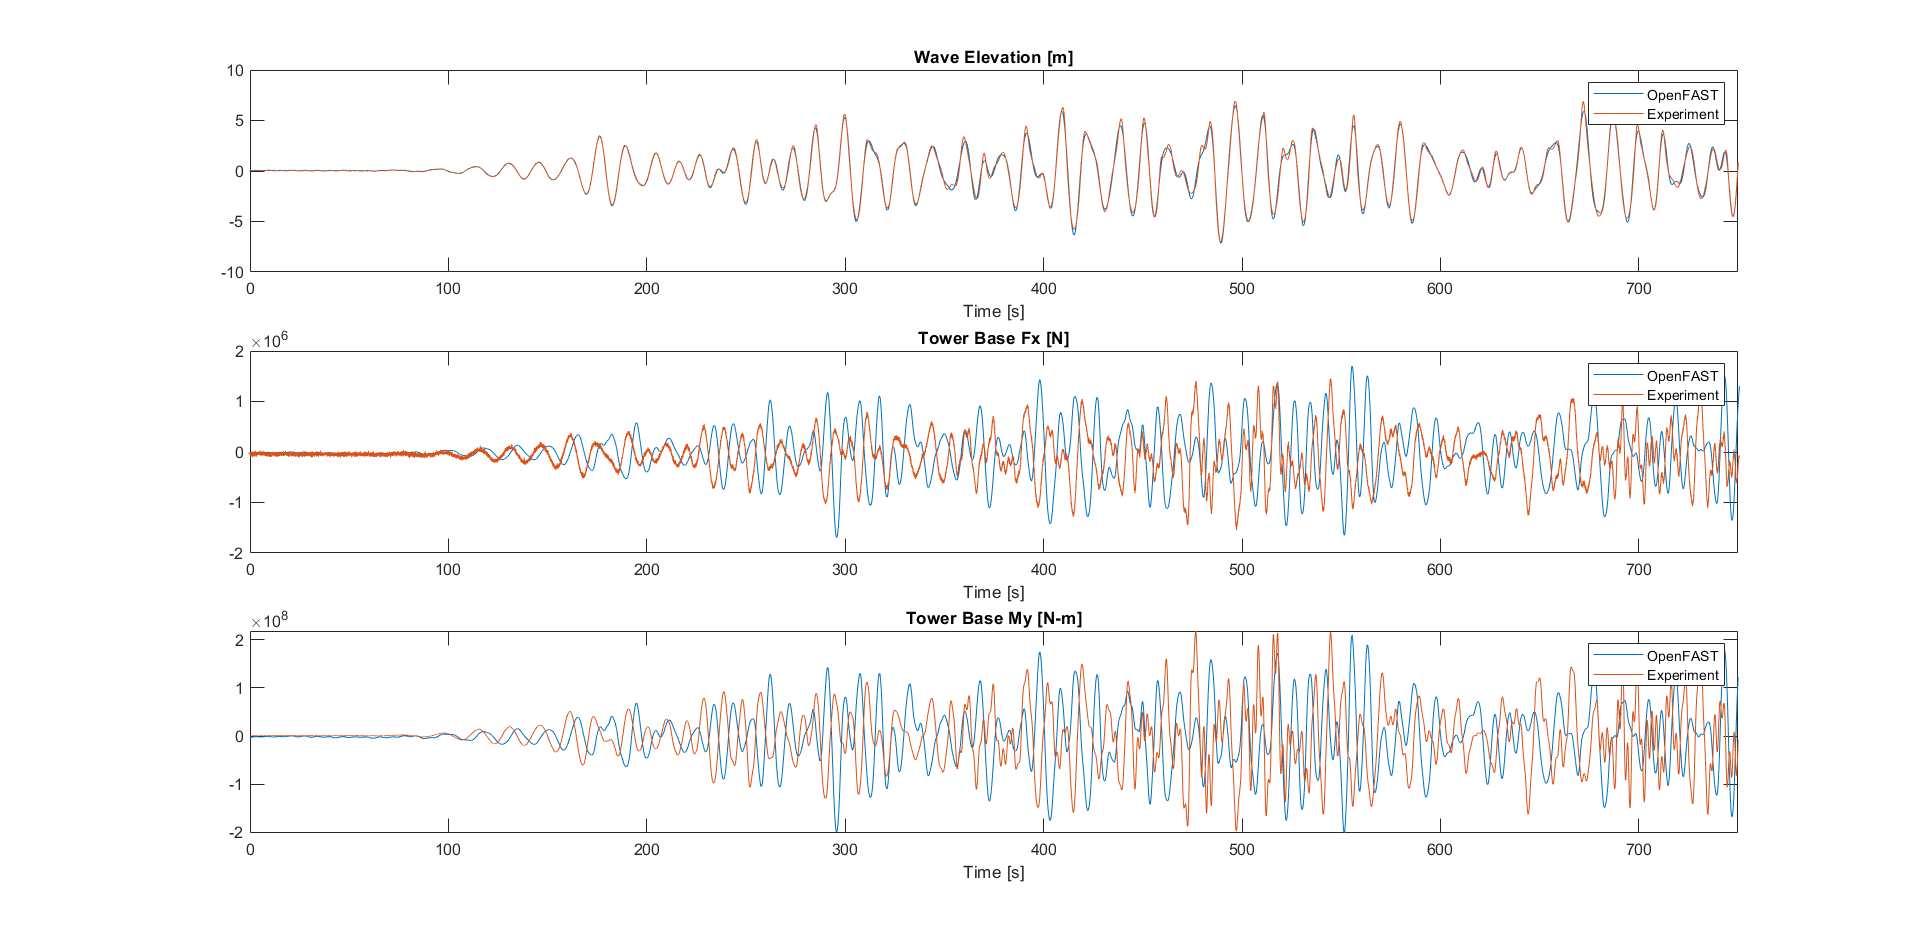 Wave Elevation [m]
10
5
0
-5
-10
OpenFAST
Experiment
0 100 200 300 400 500 600 700
Time [s]
Tower Base Fx [N]
×10^6
2
1
0
-1
-2
OpenFAST
Experiment
0 100 200 300 400 500 600 700
Time [s]
Tower Base My [N-m]
×10^8
2
1
0
-1
-2
OpenFAST
Experiment
0 100 200 300 400 500 600 700
Time [s]